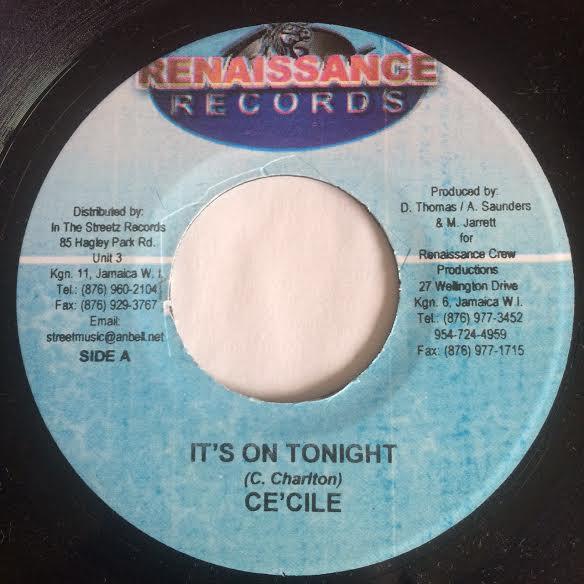 RENAISSANCE
RECORDS
Distributed by:
In The Streetz Records
85 Hagley Park Rd.
Unit 3
Kgn. 11, Jamaica W. I.
Tel.: (876) 960-2104
Fax: (876) 929-3767
Email:
streetmusic@anbell.net
SIDE A
Produced by:
D. Thomas / A. Saunders
& M. Jarrett
for
Renaissance Crew
Productions
27 Wellington Drive
Kgn. 6, Jamaica W.I.
Tel.: (876) 977-3452
954-724-4959
Fax: (876) 977-1715
IT'S ON TONIGHT
(C. Charlton)
CE'CILE